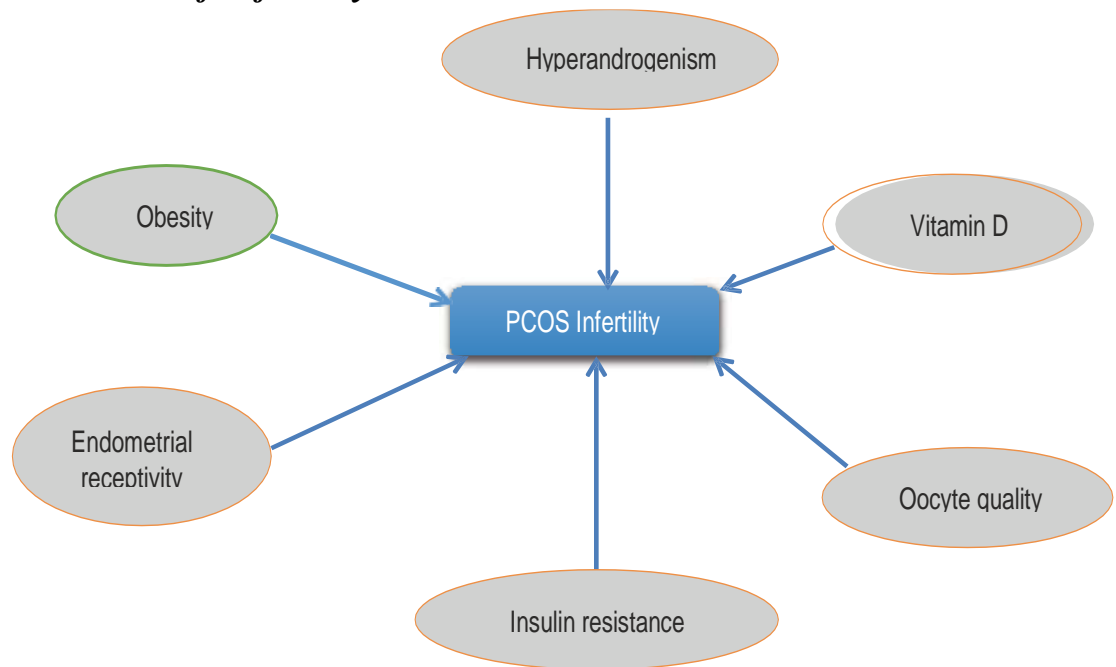 Hyperandrogenism
Obesity
Vitamin D
PCOS Infertility
Endometrial
receptivity
Oocyte quality
Insulin resistance